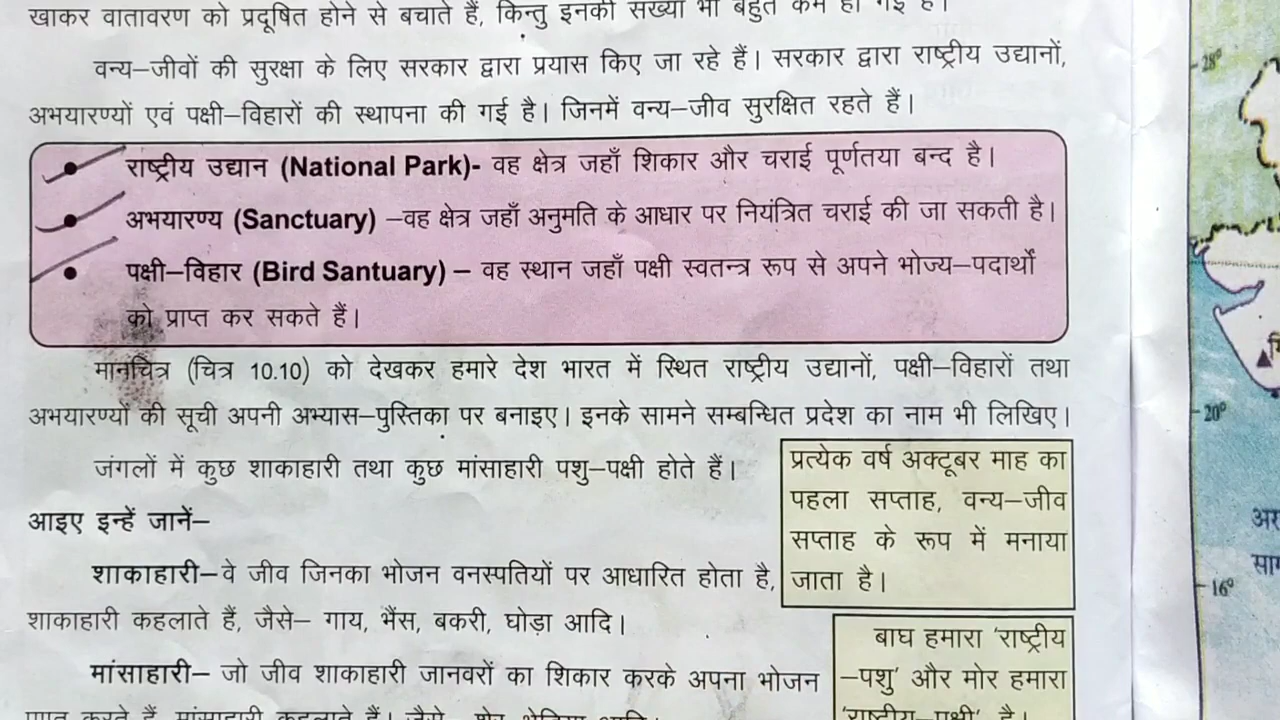 खाकर वातावरण को प्रदूषित होने से बचाते हैं, किन्तु इनकी संख्या भी बहुत कम हो गई है।
वन्य–जीवों की सुरक्षा के लिए सरकार द्वारा प्रयास किए जा रहे हैं। सरकार द्वारा राष्ट्रीय उद्यानों,
अभयारण्यों एवं पक्षी–विहारों की स्थापना की गई है। जिनमें वन्य–जीव सुरक्षित रहते हैं।
• राष्ट्रीय उद्यान (National Park)- वह क्षेत्र जहाँ शिकार और चराई पूर्णतया बन्द है।
• अभयारण्य (Sanctuary) –वह क्षेत्र जहाँ अनुमति के आधार पर नियंत्रित चराई की जा सकती है।
• पक्षी–विहार (Bird Santuary) – वह स्थान जहाँ पक्षी स्वतन्त्र रूप से अपने भोज्य–पदार्थों
को प्राप्त कर सकते हैं।
मानचित्र (चित्र 10.10) को देखकर हमारे देश भारत में स्थित राष्ट्रीय उद्यानों, पक्षी–विहारों तथा
अभयारण्यों की सूची अपनी अभ्यास–पुस्तिका पर बनाइए। इनके सामने सम्बन्धित प्रदेश का नाम भी लिखिए।
जंगलों में कुछ शाकाहारी तथा कुछ मांसाहारी पशु–पक्षी होते हैं।
आइए इन्हें जानें–
शाकाहारी–वे जीव जिनका भोजन वनस्पतियों पर आधारित होता है,
शाकाहारी कहलाते हैं, जैसे– गाय, भैंस, बकरी, घोड़ा आदि।
मांसाहारी– जो जीव शाकाहारी जानवरों का शिकार करके अपना भोजन
प्राप्त करते हैं, मांसाहारी कहलाते हैं। जैसे– शेर, भेड़िया आदि।
प्रत्येक वर्ष अक्टूबर माह का
पहला सप्ताह, वन्य–जीव
सप्ताह के रूप में मनाया
जाता है।
बाघ हमारा 'राष्ट्रीय
–पशु' और मोर हमारा
'राष्ट्रीय–पक्षी' है।
28°
20°
16°